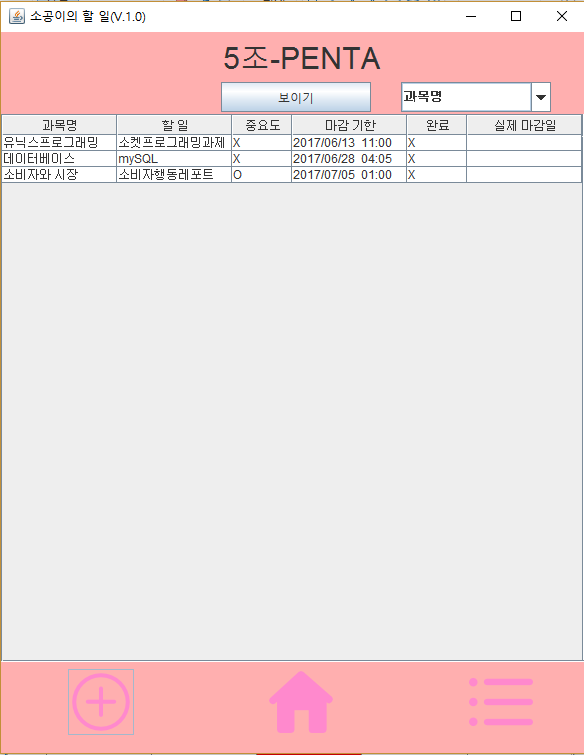 소공이의 할 일(V.1.0)
5조-PENTA
보이기 과목명
과목명 할 일 중요도 마감 기한 완료 실제 마감일
유닉스프로그래밍 소켓프로그래밍과제 X 2017/06/13 11:00 X
데이터베이스 mySQL X 2017/06/28 04:05 X
소비자와 시장 소비자행동레포트 O 2017/07/05 01:00 X